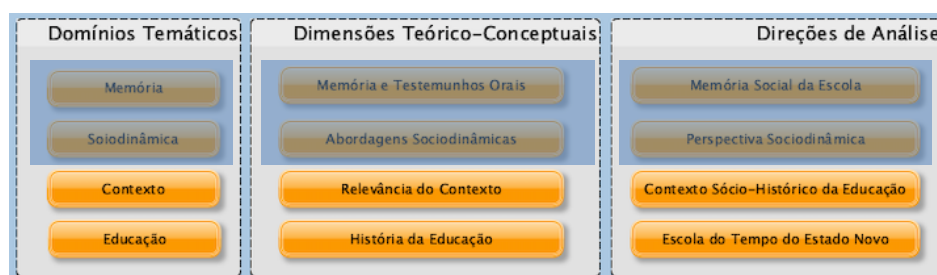 Domínios Temáticos
Dimensões Teórico-Conceptuais
Direções de Análise
Memória
Memória e Testemunhos Orais
Memória Social da Escola
Soiodinâmica
Abordagens Sociodinâmicas
Perspectiva Sociodinâmica
Contexto
Relevância do Contexto
Contexto Sócio-Histórico da Educação
Educação
História da Educação
Escola do Tempo do Estado Novo